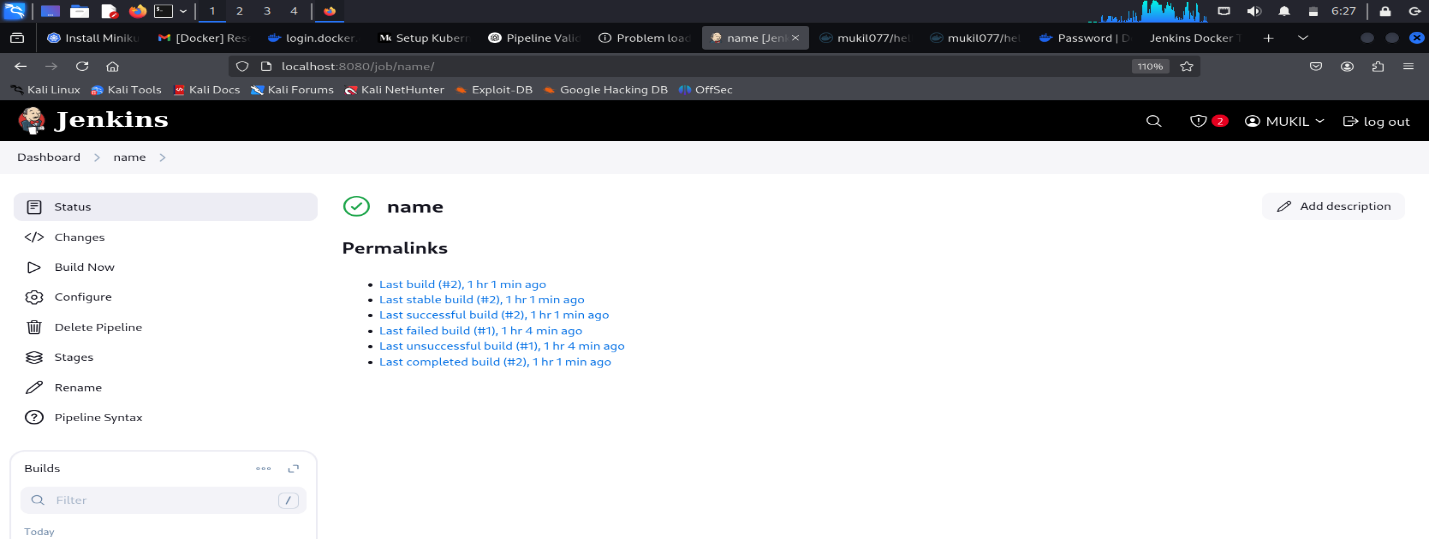 1 2 3 4 6:27
Install Miniku [Docker] Res login.docker. Setup Kubern Pipeline Valid Problem load name [Jenk mukil077/hel mukil077/hel Password | D Jenkins Docker T
localhost:8080/job/name/ 110%
Kali Linux Kali Tools Kali Docs Kali Forums Kali NetHunter Exploit-DB Google Hacking DB OffSec
Jenkins 2 MUKIL log out
Dashboard name
Status
Changes
Build Now
Configure
Delete Pipeline
Stages
Rename
Pipeline Syntax
Builds
Filter /
Today
name Add description
Permalinks
Last build (#2), 1 hr 1 min ago
Last stable build (#2), 1 hr 1 min ago
Last successful build (#2), 1 hr 1 min ago
Last failed build (#1), 1 hr 4 min ago
Last unsuccessful build (#1), 1 hr 4 min ago
Last completed build (#2), 1 hr 1 min ago